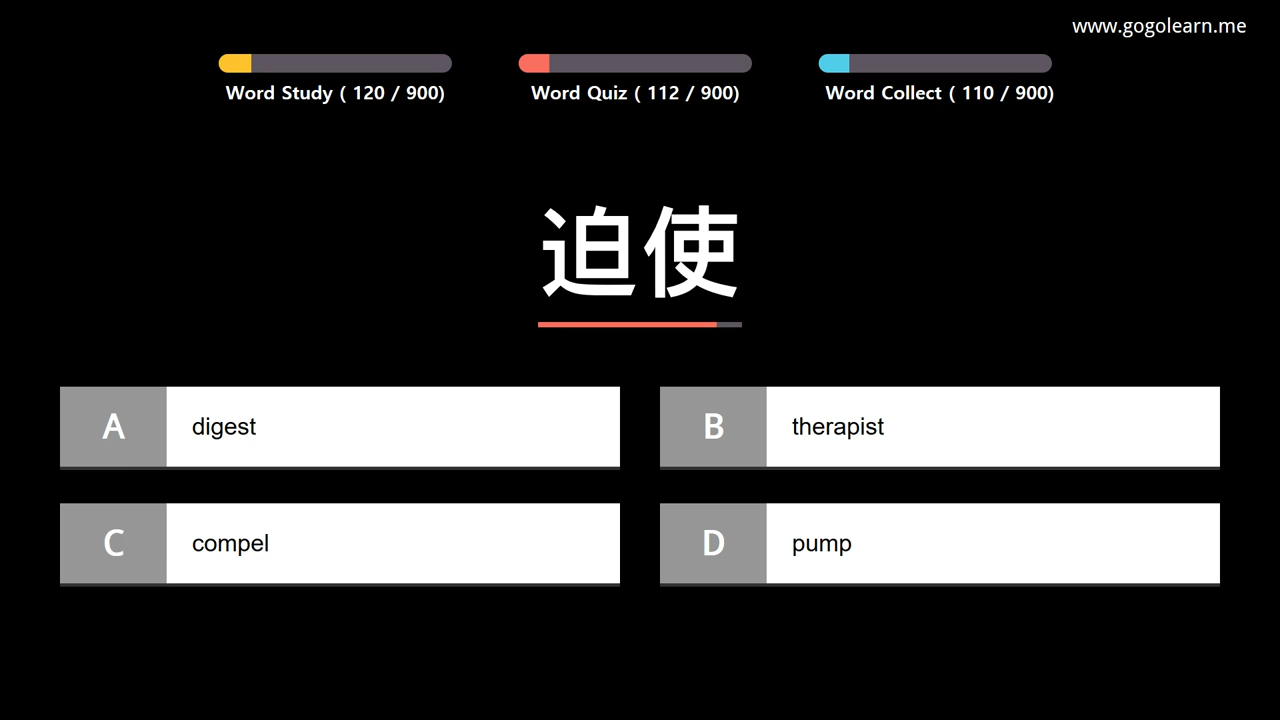 www.gogolearn.me
Word Study ( 120 / 900)
Word Quiz ( 112 / 900)
Word Collect ( 110 / 900)
迫使
A digest
B therapist
C compel
D pump